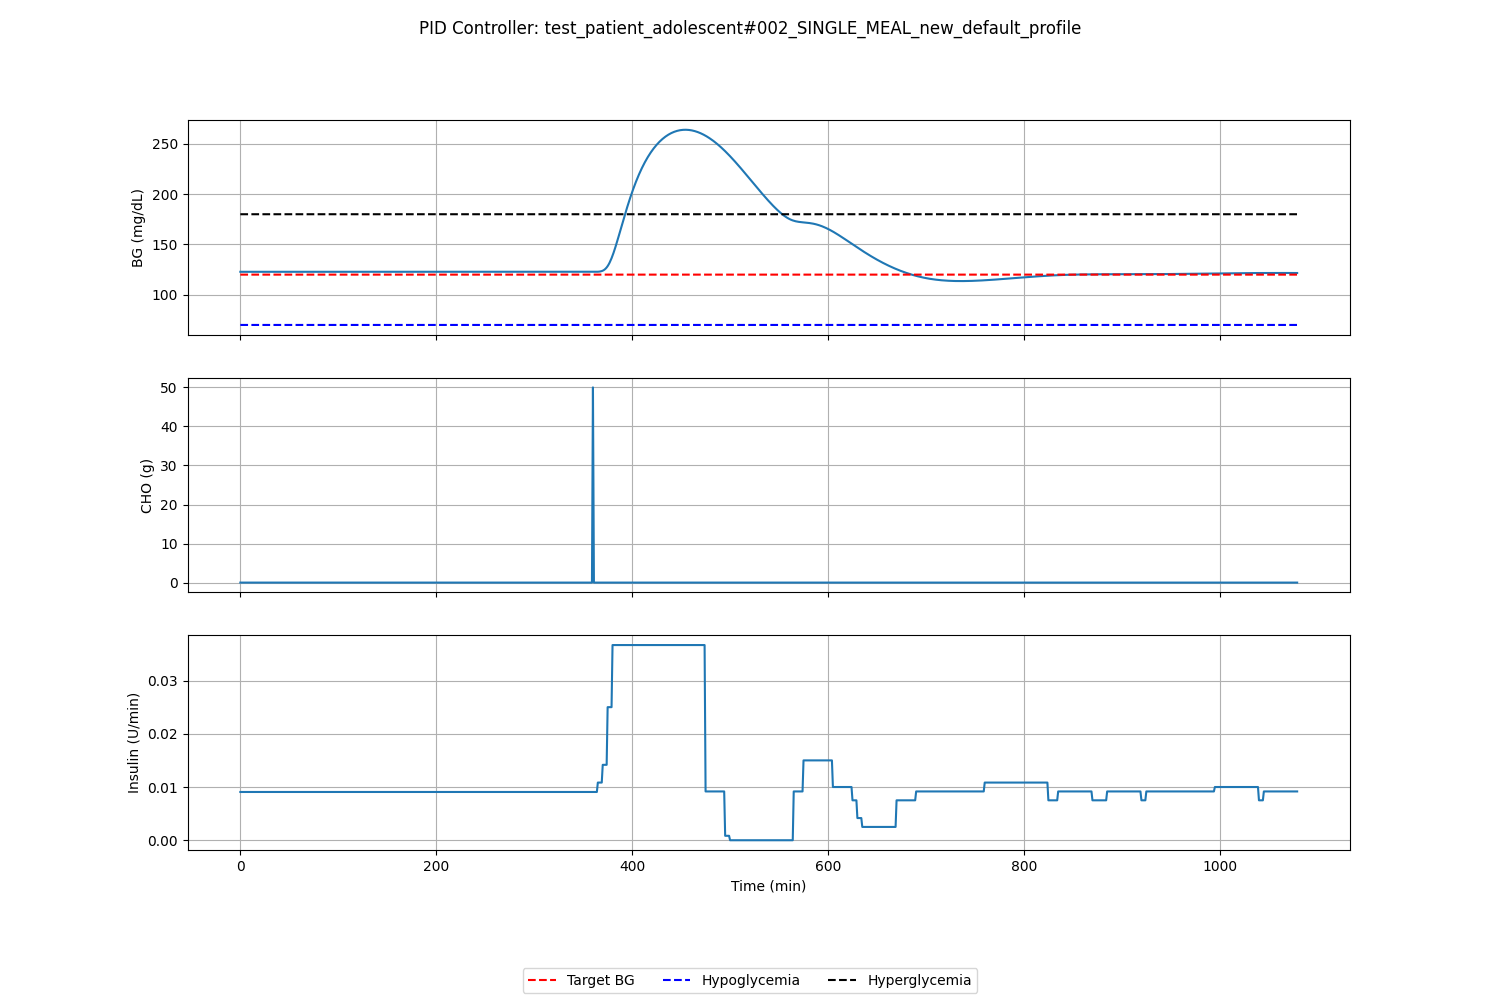 PID Controller: test_patient_adolescent#002_SINGLE_MEAL_new_default_profile
BG (mg/dL)
250
200
150
100
CHO (g)
50
40
30
20
10
0
Insulin (U/min)
0.03
0.02
0.01
0.00
0 200 400 600 800 1000
Time (min)
Target BG Hypoglycemia Hyperglycemia